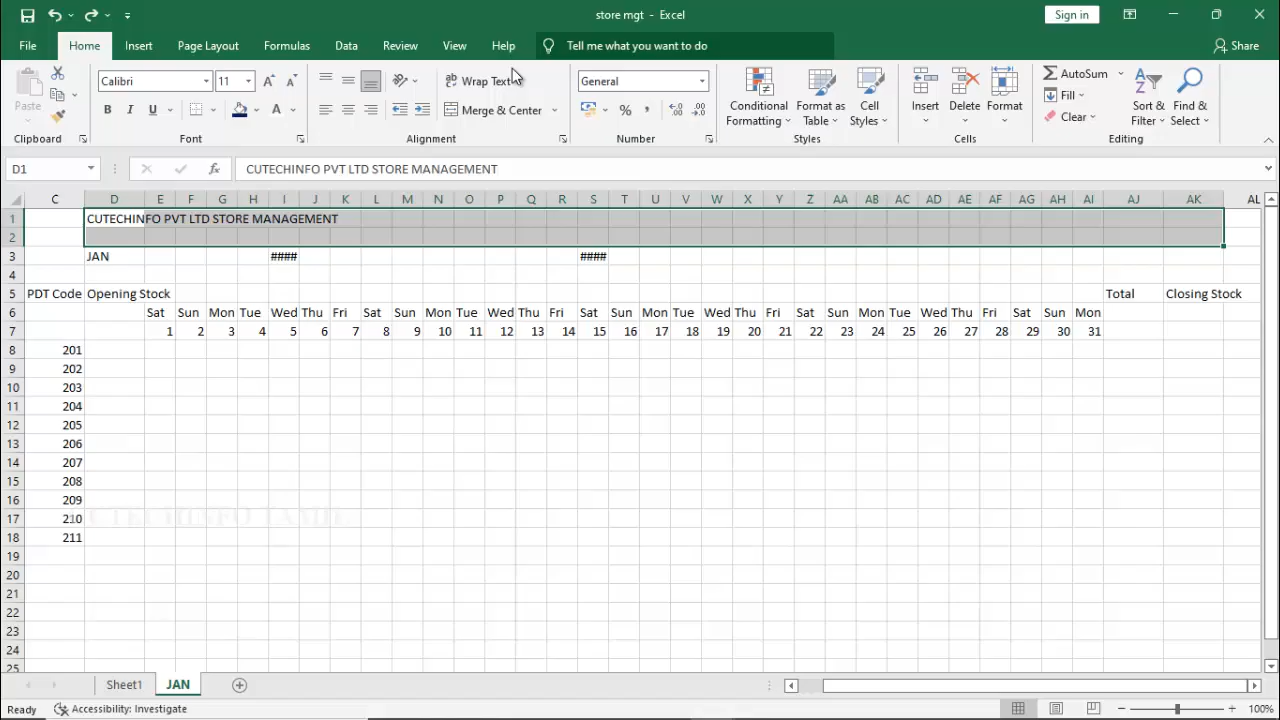 store mgt - Excel
Sign in
File Home Insert Page Layout Formulas Data Review View Help Tell me what you want to do Share
Paste Calibri 11 Wrap Text General Conditional Formatting Format as Table Cell Styles Insert Delete Format AutoSum Fill Clear Sort & Filter Find & Select
B I U A Merge & Center % ,
Clipboard Font Alignment Number Styles Cells Editing
D1 fx CUTECHINFO PVT LTD STORE MANAGEMENT
C D E F G H I J K L M N O P Q R S T U V W X Y Z AA AB AC AD AE AF AG AH AI AJ AK AL
1 CUTECHINFO PVT LTD STORE MANAGEMENT
2
3 JAN #### ####
4
5 PDT Code Opening Stock Total Closing Stock
6 Sat Sun Mon Tue Wed Thu Fri Sat Sun Mon Tue Wed Thu Fri Sat Sun Mon Tue Wed Thu Fri Sat Sun Mon Tue Wed Thu Fri Sat Sun Mon
7 1 2 3 4 5 6 7 8 9 10 11 12 13 14 15 16 17 18 19 20 21 22 23 24 25 26 27 28 29 30 31
8 201
9 202
10 203
11 204
12 205
13 206
14 207
15 208
16 209
17 210
18 211
19
20
21
22
23
24
25
Sheet1 JAN
Ready Accessibility: Investigate 100%